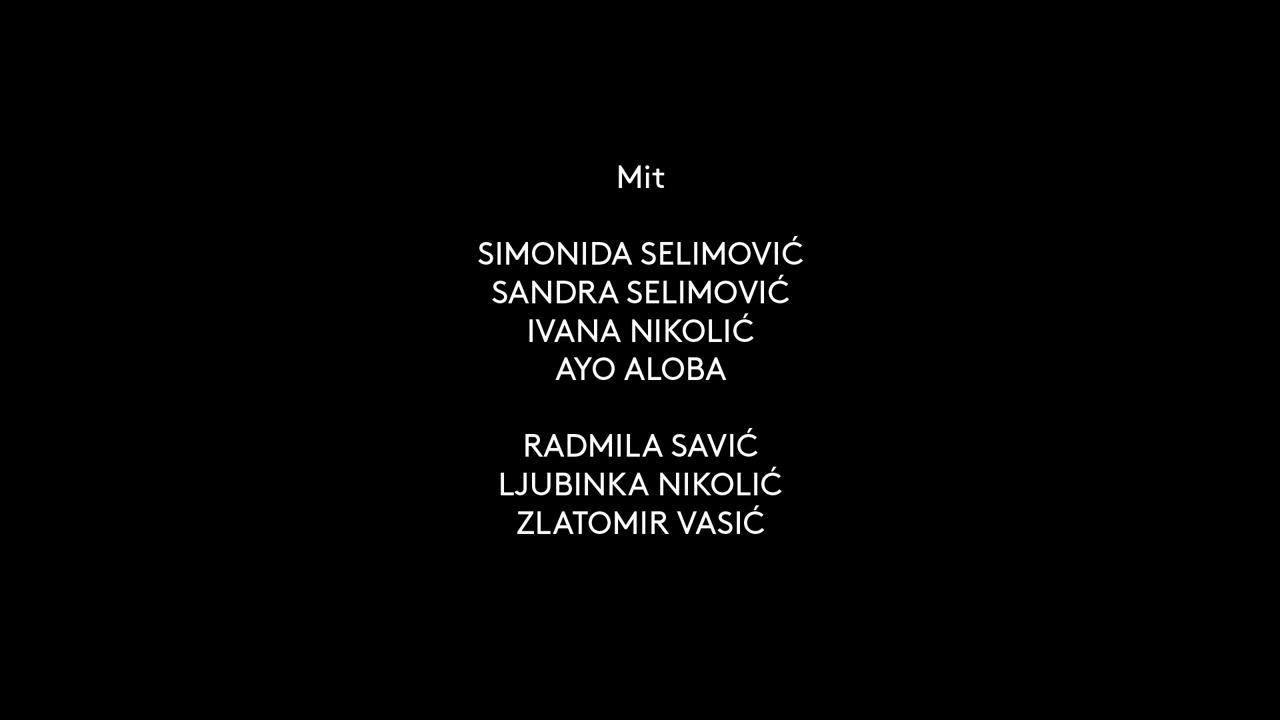 Mit
SIMONIDA SELIMOVIĆ
SANDRA SELIMOVIĆ
IVANA NIKOLIĆ
AYO ALOBA
RADMILA SAVIĆ
LJUBINKA NIKOLIĆ
ZLATOMIR VASIĆ